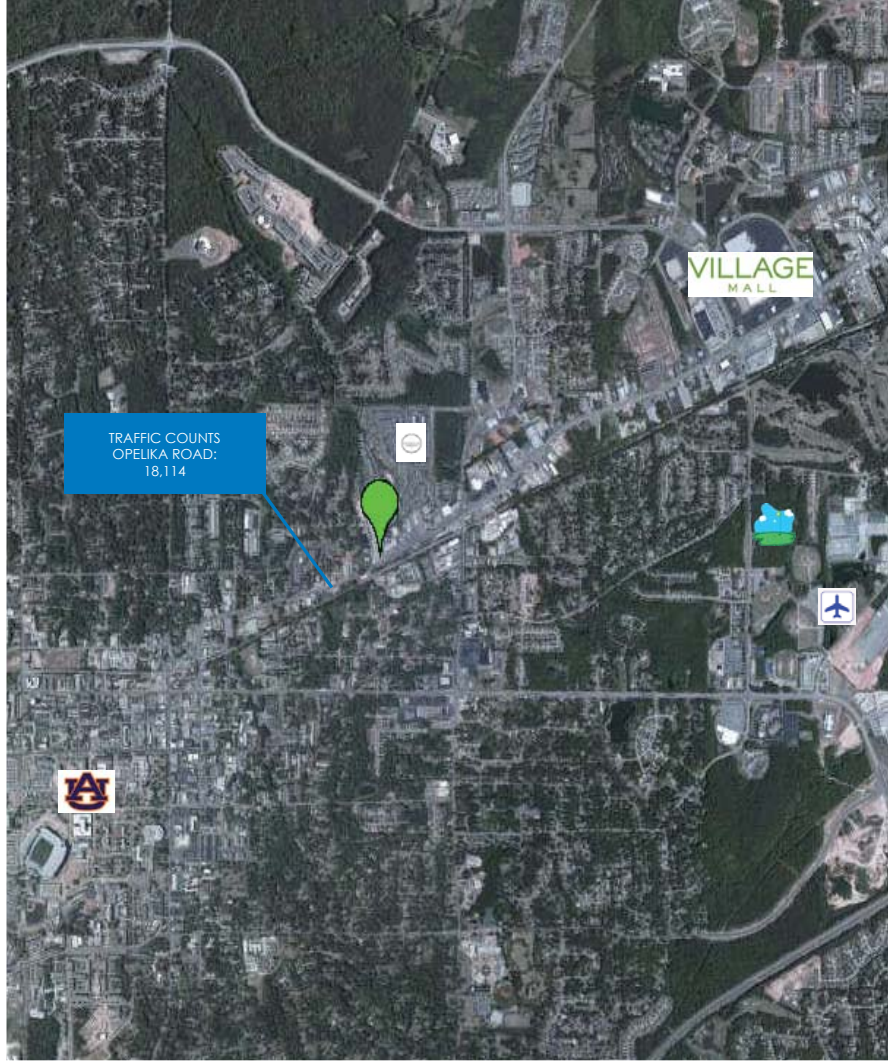 VILLAGE
MALL
TRAFFIC COUNTS
OPELIKA ROAD:
18,114
AU